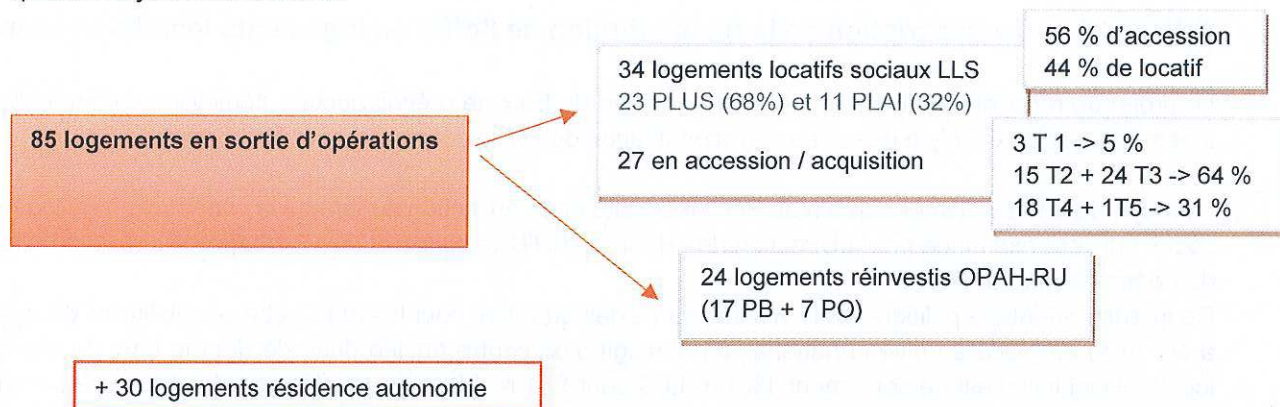 85 logements en sortie d'opérations
34 logements locatifs sociaux LLS
23 PLUS (68%) et 11 PLAI (32%)
27 en accession / acquisition
56 % d'accession
44 % de locatif
3 T 1 -> 5 %
15 T2 + 24 T3 -> 64 %
18 T4 + 1T5 -> 31 %
24 logements réinvestis OPAH-RU
(17 PB + 7 PO)
+ 30 logements résidence autonomie